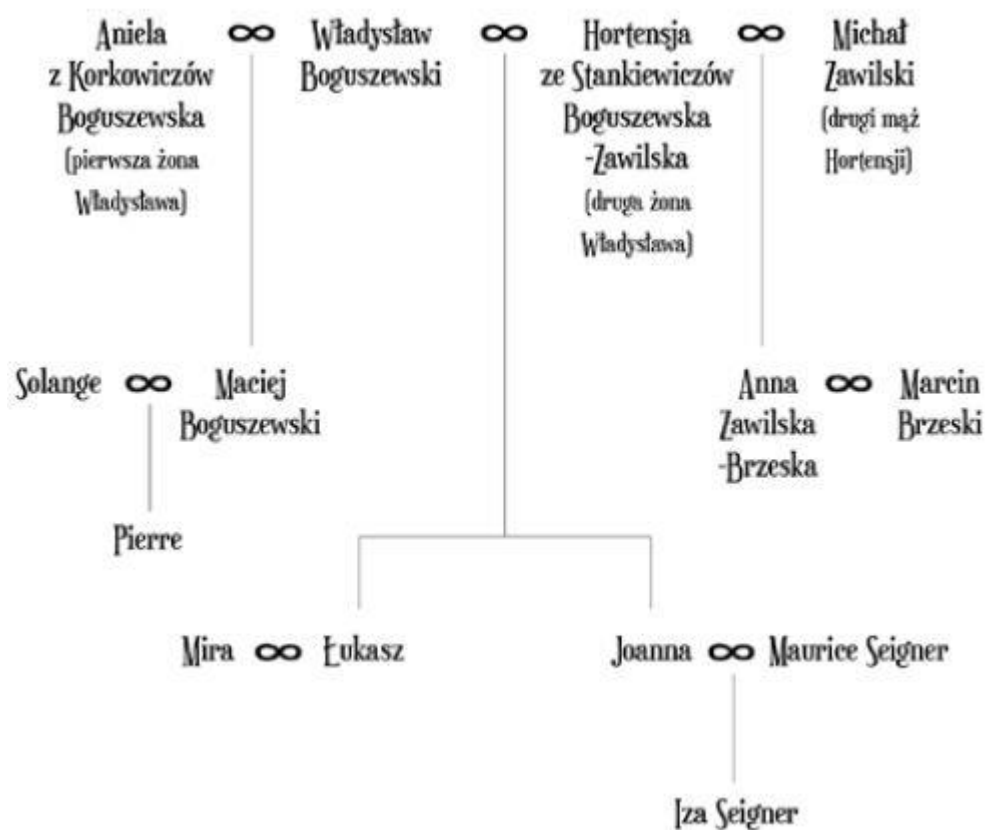 Aniela
z Korkowiczów
Boguszewska
(pierwsza żona
Władysława)
∞
Władysław
Boguszewski
∞
Hortensja
ze Stankiewiczów
Boguszewska
-Zawilska
(druga żona
Władysława)
∞
Michał
Zawilski
(drugi mąż
Hortensji)
Solange
∞
Maciej
Boguszewski
Anna
Zawilska
-Brzeska
∞
Marcin
Brzeski
Pierre
Mira
∞
Łukasz
Joanna
∞
Maurice Seigner
Iza Seigner